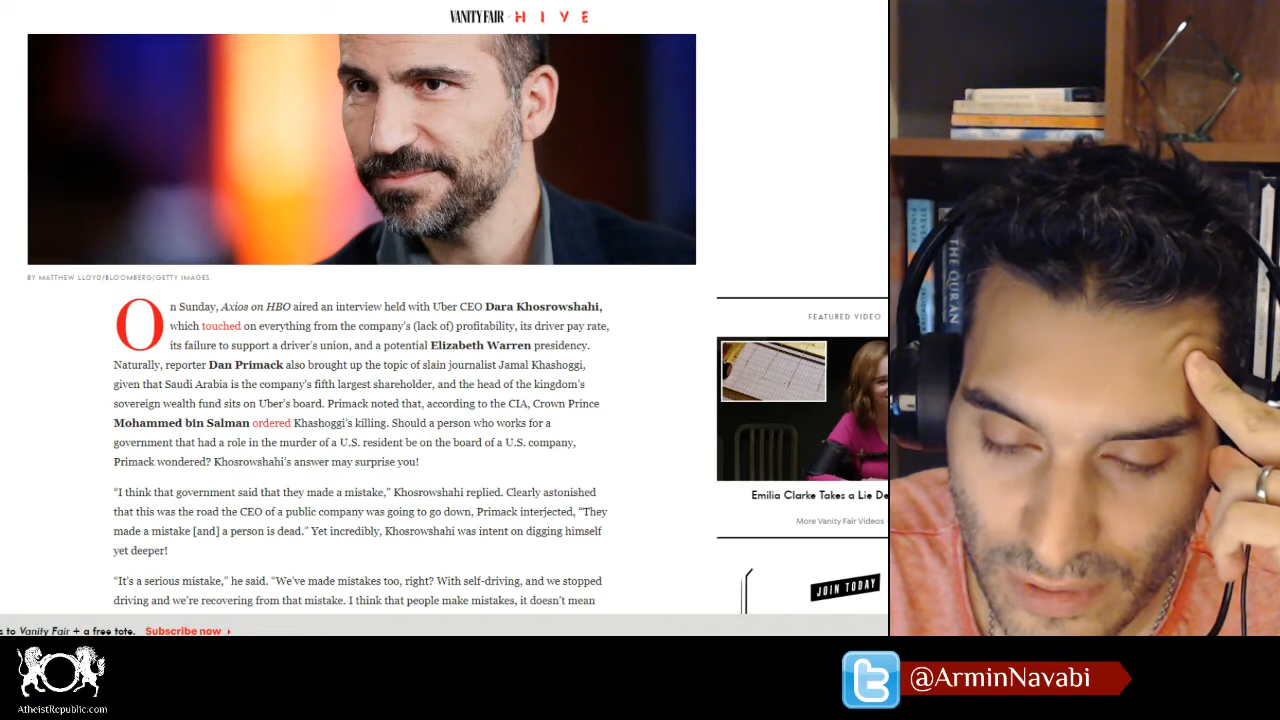 VANITY FAIR HIVE
BY MATTHEW LLOYD/BLOOMBERG/GETTY IMAGES.
On Sunday, Axios on HBO aired an interview held with Uber CEO Dara Khosrowshahi,
which touched on everything from the company's (lack of) profitability, its driver pay rate,
its failure to support a driver's union, and a potential Elizabeth Warren presidency.
Naturally, reporter Dan Primack also brought up the topic of slain journalist Jamal Khashoggi,
given that Saudi Arabia is the company's fifth largest shareholder, and the head of the kingdom's
sovereign wealth fund sits on Uber's board. Primack noted that, according to the CIA, Crown Prince
Mohammed bin Salman ordered Khashoggi's killing. Should a person who works for a
government that had a role in the murder of a U.S. resident be on the board of a U.S. company,
Primack wondered? Khosrowshahi's answer may surprise you!
“I think that government said that they made a mistake,” Khosrowshahi replied. Clearly astonished
that this was the road the CEO of a public company was going to go down, Primack interjected, “They
made a mistake [and] a person is dead.” Yet incredibly, Khosrowshahi was intent on digging himself
yet deeper!
“It's a serious mistake,” he said. “We've made mistakes too, right? With self-driving, and we stopped
driving and we're recovering from that mistake. I think that people make mistakes, it doesn't mean
s to Vanity Fair + a free tote. Subscribe now
FEATURED VIDEO
Emilia Clarke Takes a Lie De
More Vanity Fair Videos
JOIN TODAY
STEVEN PINKER
THE QURAN
AtheistRepublic.com
@ArminNavabi